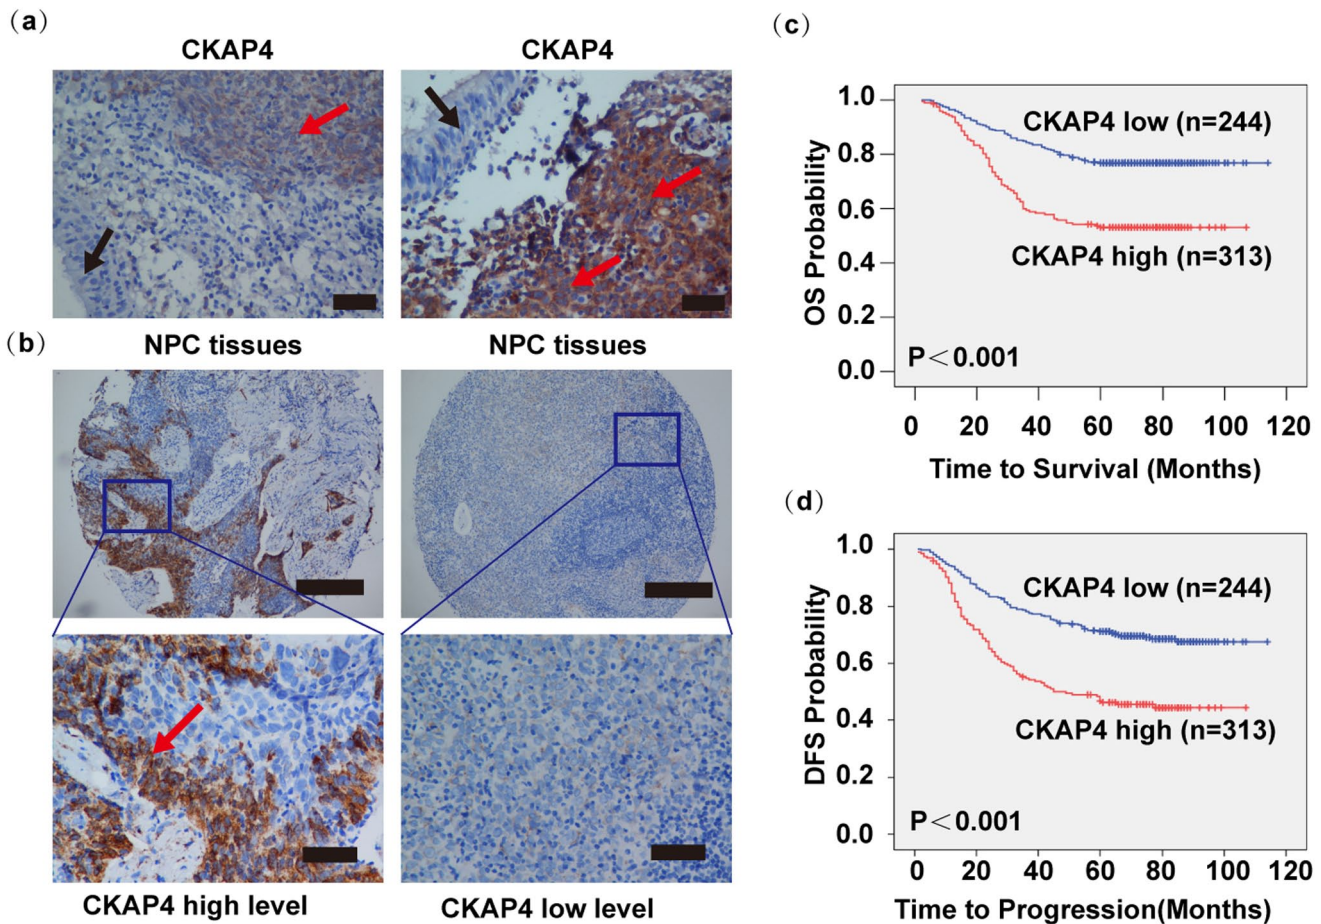 (a)
CKAP4
CKAP4
(b)
NPC tissues
NPC tissues
CKAP4 high level
CKAP4 low level
(c)
OS Probability
1.0
0.8
0.6
0.4
0.2
0.0
CKAP4 low (n=244)
CKAP4 high (n=313)
P<0.001
0 20 40 60 80 100 120
Time to Survival (Months)
(d)
DFS Probability
1.0
0.8
0.6
0.4
0.2
0.0
CKAP4 low (n=244)
CKAP4 high (n=313)
P<0.001
0 20 40 60 80 100 120
Time to Progression(Months)